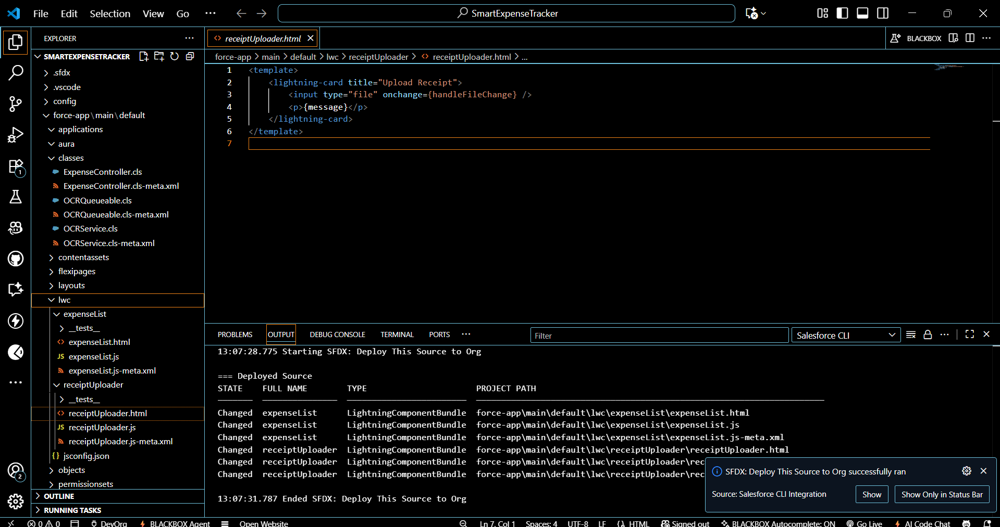 File Edit Selection View Go
SmartExpenseTracker
EXPLORER
SMARTEXPENSETRACKER
.sfdx
.vscode
config
force-app\main\default
applications
aura
classes
ExpenseController.cls
ExpenseController.cls-meta.xml
OCRQueueable.cls
OCRQueueable.cls-meta.xml
OCRService.cls
OCRService.cls-meta.xml
contentassets
flexipages
layouts
lwc
expenseList
__tests__
expenseList.html
JS expenseList.js
expenseList.js-meta.xml
receiptUploader
__tests__
receiptUploader.html
JS receiptUploader.js
receiptUploader.js-meta.xml
{} jsconfig.json
objects
permissionsets
OUTLINE
RUNNING TASKS
1
2
receiptUploader.html
BLACKBOX
force-app > main > default > lwc > receiptUploader > <> receiptUploader.html > ...
1 <template>
2 <lightning-card title="Upload Receipt">
3 <input type="file" onchange={handleFileChange} />
4 <p>{message}</p>
5 </lightning-card>
6 </template>
7
PROBLEMS OUTPUT DEBUG CONSOLE TERMINAL PORTS
Filter
Salesforce CLI
13:07:28.775 Starting SFDX: Deploy This Source to Org
=== Deployed Source
STATE FULL NAME TYPE PROJECT PATH
Changed expenseList LightningComponentBundle force-app\main\default\lwc\expenseList\expenseList.html
Changed expenseList LightningComponentBundle force-app\main\default\lwc\expenseList\expenseList.js
Changed expenseList LightningComponentBundle force-app\main\default\lwc\expenseList\expenseList.js-meta.xml
Changed receiptUploader LightningComponentBundle force-app\main\default\lwc\receiptUploader\receiptUploader.html
Changed receiptUploader LightningComponentBundle force-app\main\default\lwc\receiptUploader\rec
Changed receiptUploader LightningComponentBundle force-app\main\default\lwc\receiptUploader\rec
13:07:31.787 Ended SFDX: Deploy This Source to Org
SFDX: Deploy This Source to Org successfully ran
Source: Salesforce CLI Integration
Show
Show Only in Status Bar
0 0 DevOrg BLACKBOX Agent Open Website Ln 7, Col 1 Spaces: 4 UTF-8 LF {} HTML Signed out BLACKBOX Autocomplete: ON Go Live AI Code Chat